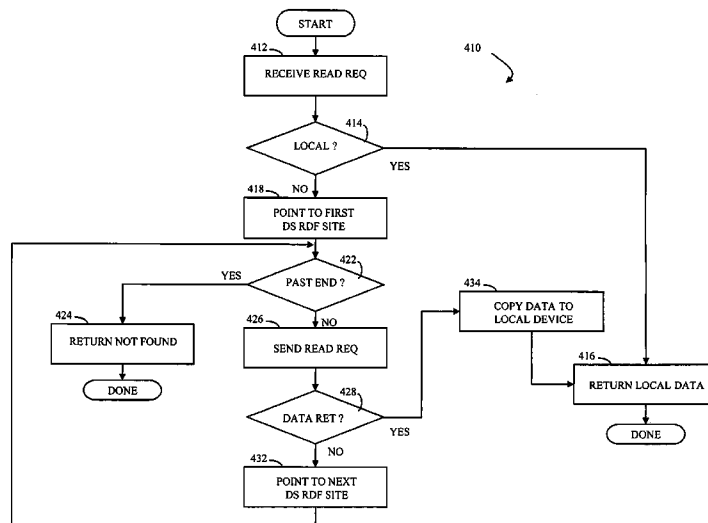 START
412
RECEIVE READ REQ
410
414
LOCAL ?
YES
NO
418
POINT TO FIRST
DS RDF SITE
422
YES
PAST END ?
434
COPY DATA TO
LOCAL DEVICE
424
RETURN NOT FOUND
426
NO
SEND READ REQ
416
RETURN LOCAL DATA
DONE
428
DATA RET ?
YES
DONE
NO
432
POINT TO NEXT
DS RDF SITE